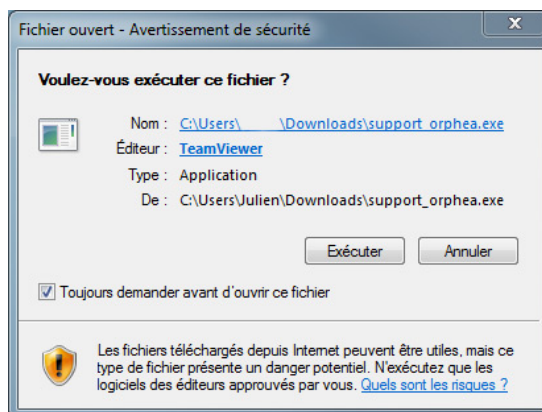 Fichier ouvert - Avertissement de sécurité
X
Voulez-vous exécuter ce fichier ?
Nom : C:\Users\ \Downloads\support_orphea.exe
Éditeur : TeamViewer
Type : Application
De : C:\Users\Julien\Downloads\support_orphea.exe
Exécuter Annuler
Toujours demander avant d'ouvrir ce fichier
Les fichiers téléchargés depuis Internet peuvent être utiles, mais ce
type de fichier présente un danger potentiel. N'exécutez que les
logiciels des éditeurs approuvés par vous. Quels sont les risques ?